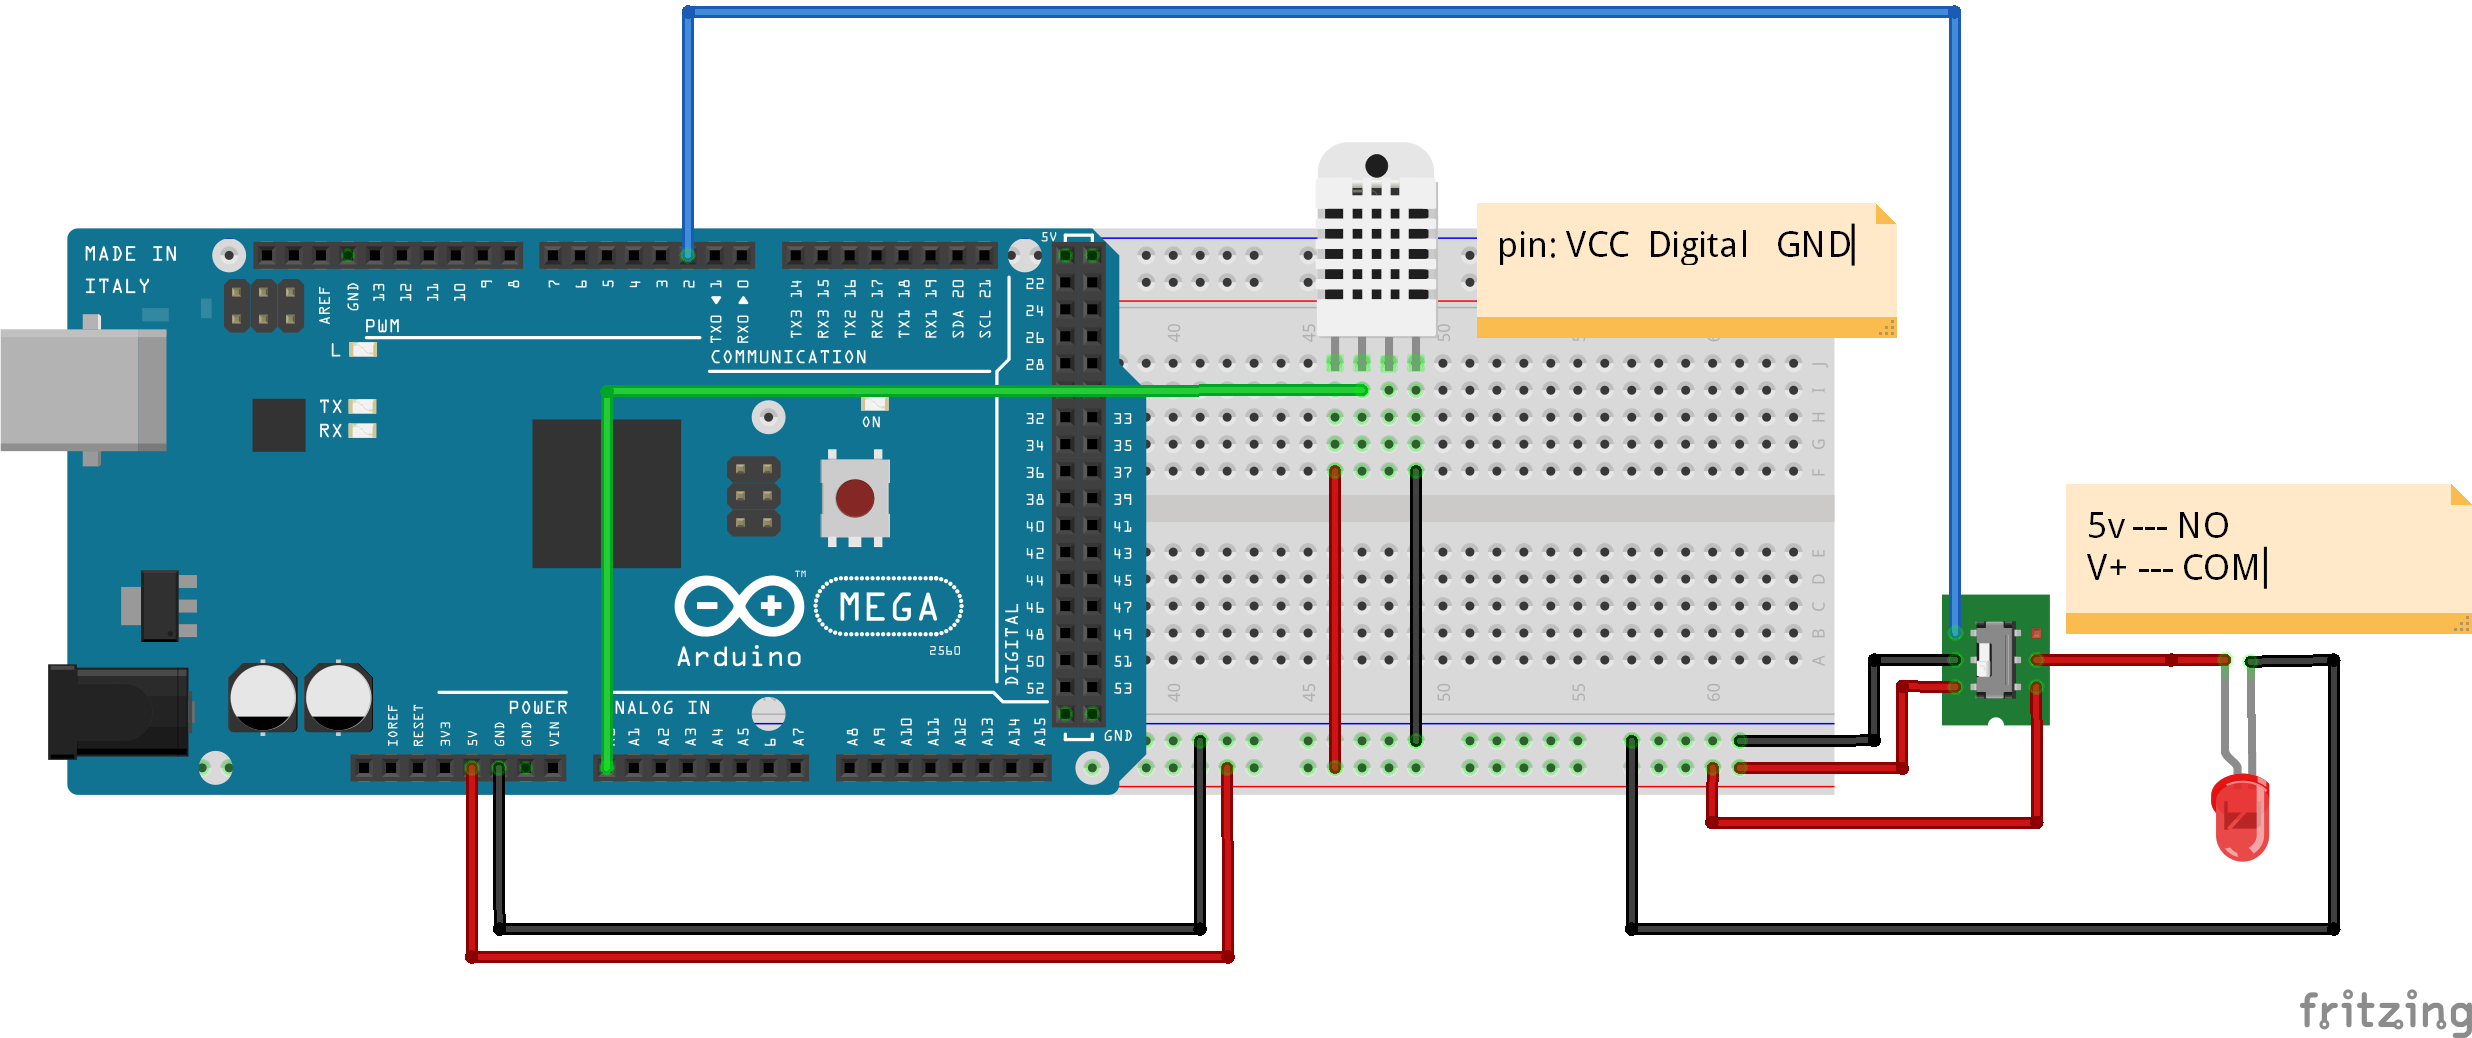 MADE IN
ITALY
AREF
GND
13
12
11
10
9
8
7
6
5
4
3
2
TX0 1
RX0 0
TX3 14
RX3 15
TX2 16
RX2 17
TX1 18
RX1 19
SDA 20
SCL 21
PWM
COMMUNICATION
L
TX
RX
ON
5V
22
24
26
28
32 33
34 35
36 37
38 39
40 41
42 43
44 45
46 47
48 49
50 51
52 53
GND
DIGITAL
TM
MEGA
2560
Arduino
POWER
NALOG IN
IOREF
RESET
3V3
5V
GND
GND
VIN
A1
A2
A3
A4
A5
6
A7
A8
A9
A10
A11
A12
A13
A14
A15
pin: VCC Digital GND
40
45
50
J
I
H
G
F
E
D
C
B
A
40
45
50
55
60
5v --- NO
V+ --- COM
fritzing